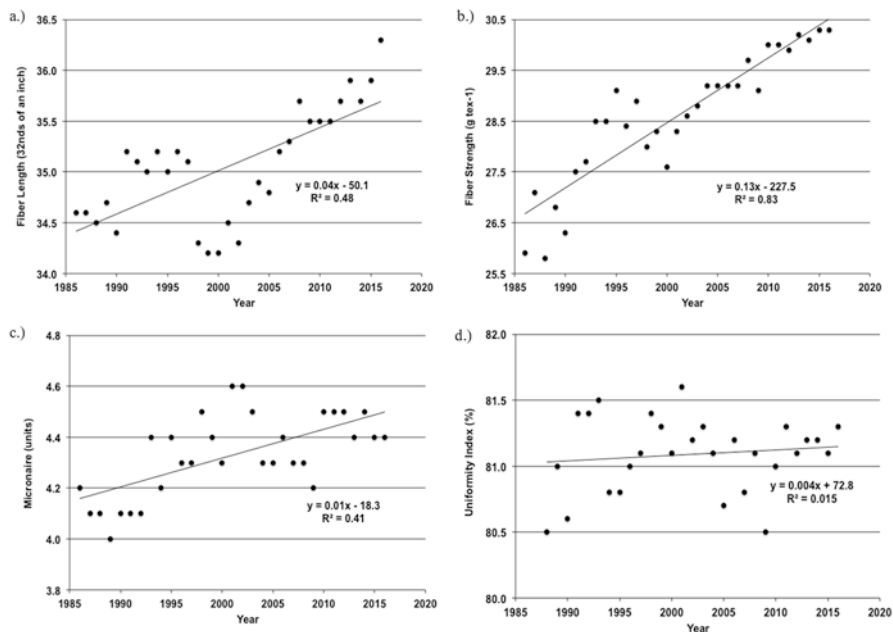 a.)
36.5
36.0
35.5
35.0
34.5
34.0
Fiber Length (32nds of an inch)
y = 0.04x - 50.1
R² = 0.48
1985 1990 1995 2000 2005 2010 2015 2020
Year
b.)
30.5
29.5
28.5
27.5
26.5
25.5
Fiber Strength (g tex-1)
y = 0.13x - 227.5
R² = 0.83
1985 1990 1995 2000 2005 2010 2015 2020
Year
c.)
4.8
4.6
4.4
4.2
4.0
3.8
Micronaire (units)
y = 0.01x - 18.3
R² = 0.41
1985 1990 1995 2000 2005 2010 2015 2020
Year
d.)
82.0
81.5
81.0
80.5
80.0
Uniformity Index (%)
y = 0.004x + 72.8
R² = 0.015
1985 1990 1995 2000 2005 2010 2015 2020
Year